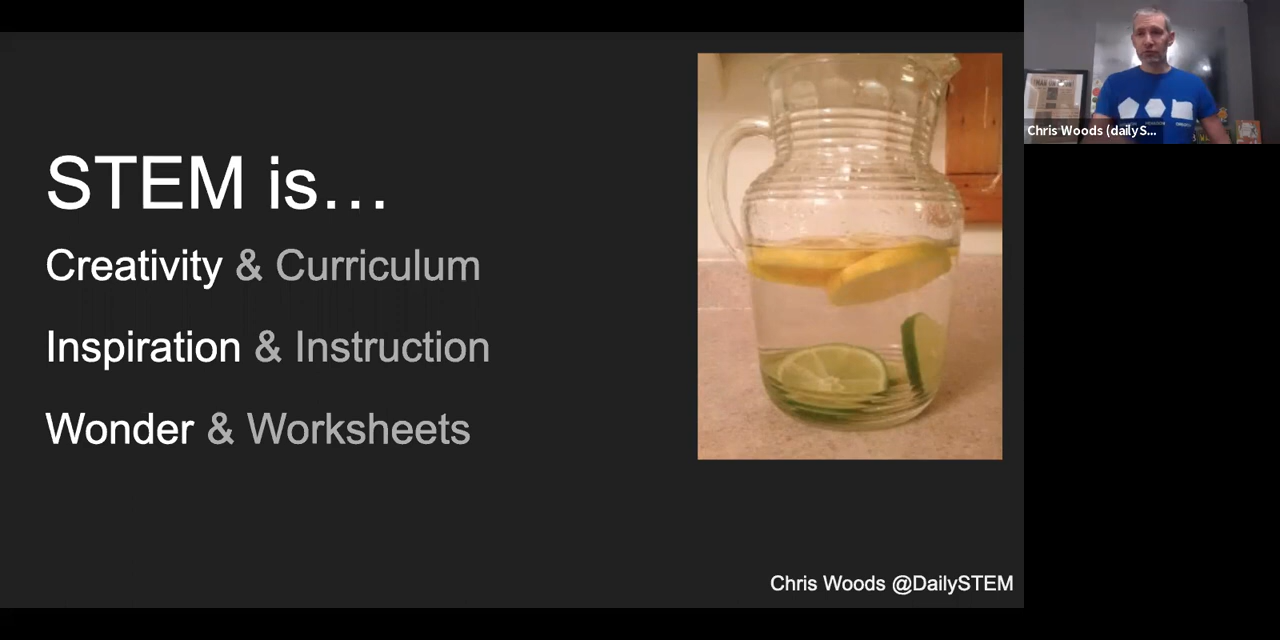 STEM is…
Creativity & Curriculum
Inspiration & Instruction
Wonder & Worksheets
Chris Woods @DailySTEM
Chris Woods (dailyS...